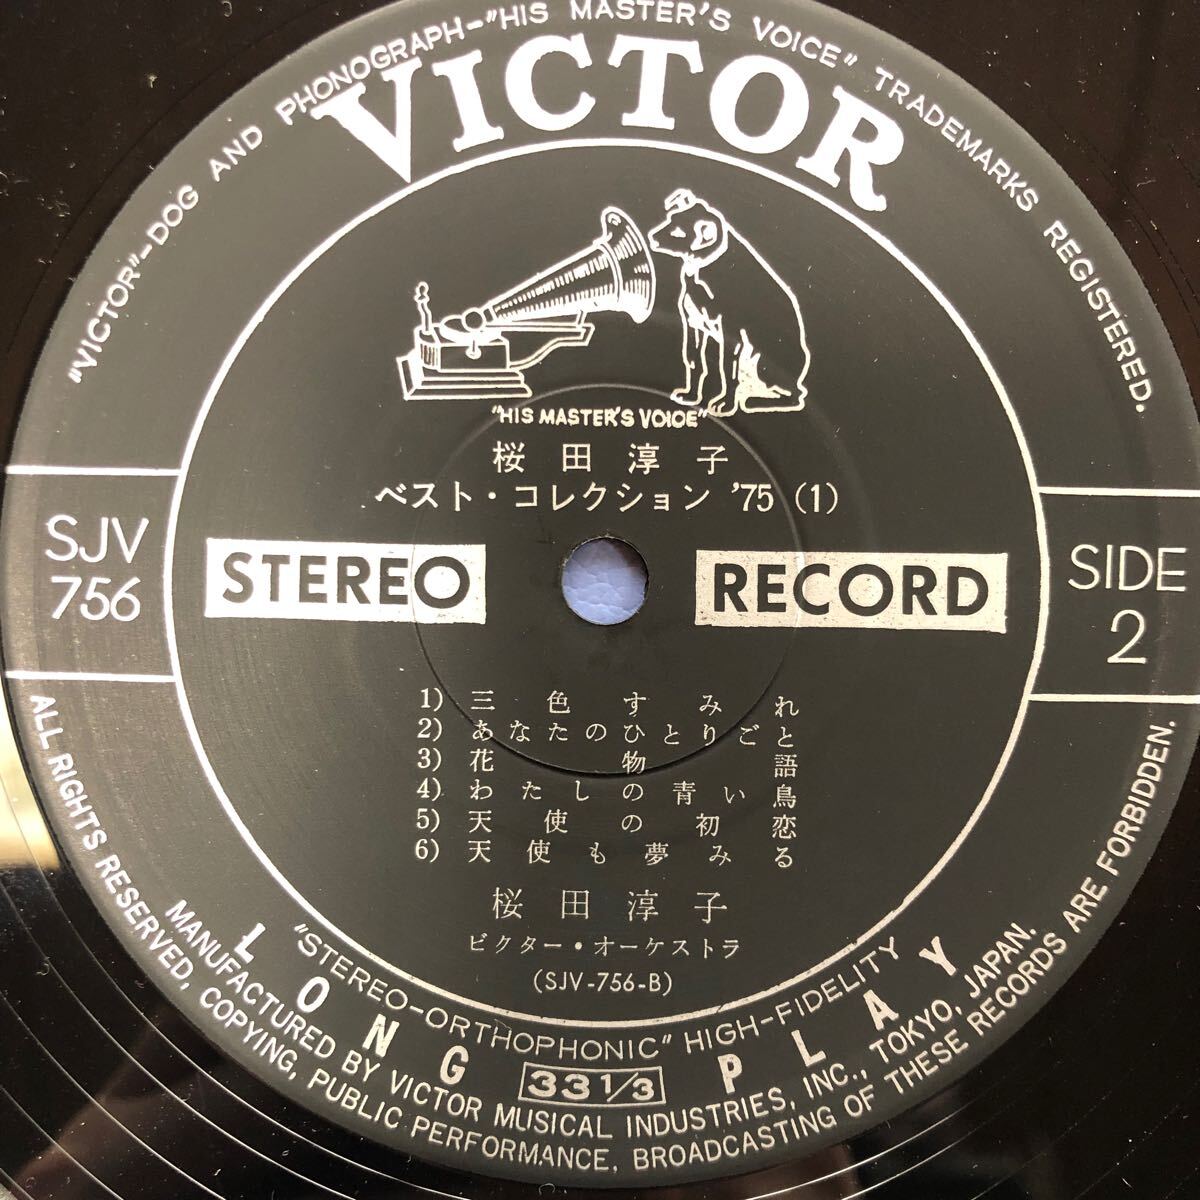 "VICTOR"–DOG AND PHONOGRAPH–"HIS MASTER'S VOICE" TRADEMARKS REGISTERED.
VICTOR
"HIS MASTER'S VOICE"
桜田淳子
ベスト・コレクション '75 (1)
SJV
756
STEREO
RECORD
SIDE
2
1) 三色すみれ
2) あなたのひとりごと
3) 花物語
4) わたしの青い鳥
5) 天使の初恋
6) 天使も夢みる
桜田淳子
ビクター・オーケストラ
(SJV-756-B)
"STEREO-ORTHOPHONIC" HIGH-FIDELITY
LONG 33 1/3 PLAY
MANUFACTURED BY VICTOR MUSICAL INDUSTRIES, INC., TOKYO, JAPAN.
ALL RIGHTS RESERVED, COPYING, PUBLIC PERFORMANCE, BROADCASTING OF THESE RECORDS ARE FORBIDDEN.